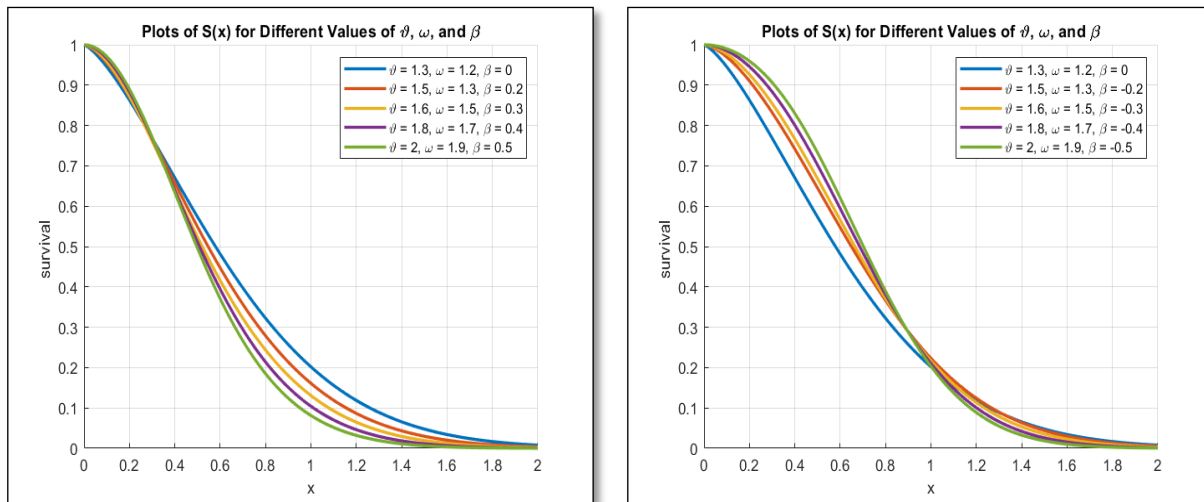 Plots of S(x) for Different Values of ϑ, ω, and β
1
0.9
0.8
0.7
0.6
0.5
0.4
0.3
0.2
0.1
0
survival
ϑ = 1.3, ω = 1.2, β = 0
ϑ = 1.5, ω = 1.3, β = 0.2
ϑ = 1.6, ω = 1.5, β = 0.3
ϑ = 1.8, ω = 1.7, β = 0.4
ϑ = 2, ω = 1.9, β = 0.5
0 0.2 0.4 0.6 0.8 1 1.2 1.4 1.6 1.8 2
x
Plots of S(x) for Different Values of ϑ, ω, and β
1
0.9
0.8
0.7
0.6
0.5
0.4
0.3
0.2
0.1
0
survival
ϑ = 1.3, ω = 1.2, β = 0
ϑ = 1.5, ω = 1.3, β = -0.2
ϑ = 1.6, ω = 1.5, β = -0.3
ϑ = 1.8, ω = 1.7, β = -0.4
ϑ = 2, ω = 1.9, β = -0.5
0 0.2 0.4 0.6 0.8 1 1.2 1.4 1.6 1.8 2
x